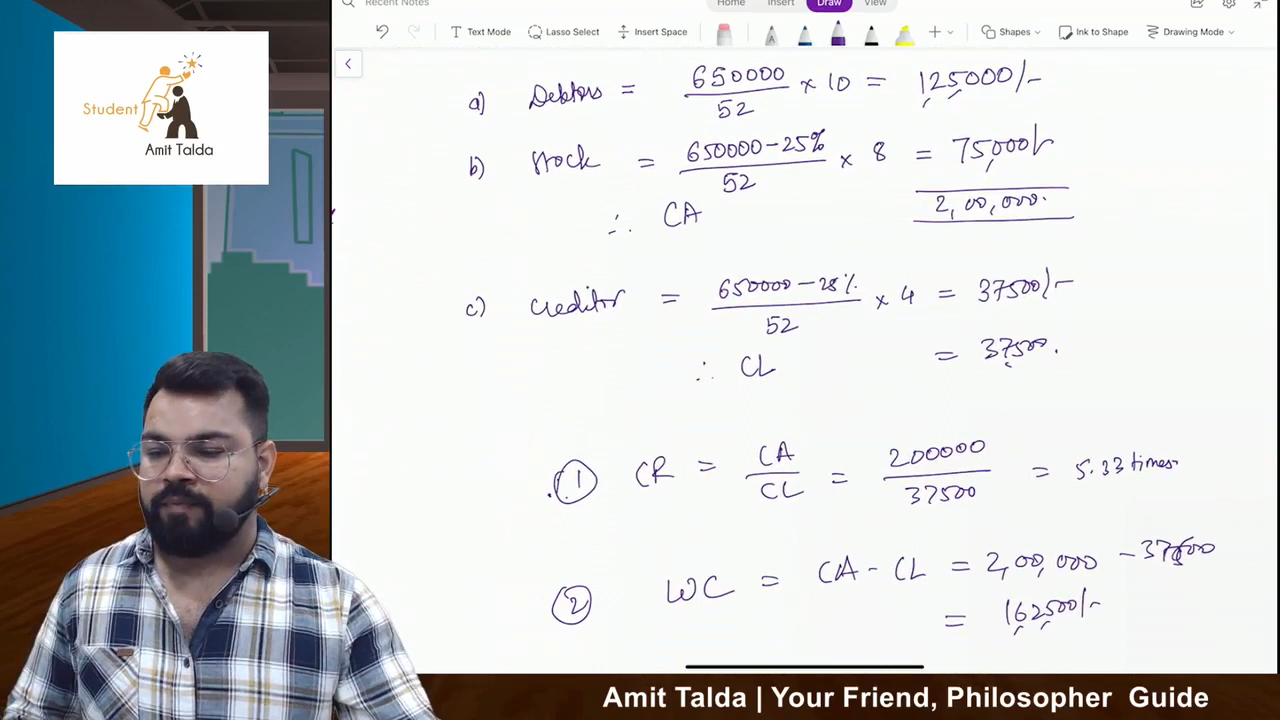 Recent Notes
Home Insert Draw View
Text Mode Lasso Select Insert Space Shapes Ink to Shape Drawing Mode
Student
Amit Talda
a) Debtors = 650000/52 × 10 = 125000/-
b) Stock = 650000-25%/52 × 8 = 75,000/-
∴ CA 2,00,000.
c) Creditor = 650000-25%/52 × 4 = 37500/-
∴ CL = 37500.
① CR = CA/CL = 200000/37500 = 5.33 times
② WC = CA - CL = 2,00,000 - 37500
= 162500/-
Amit Talda | Your Friend, Philosopher Guide